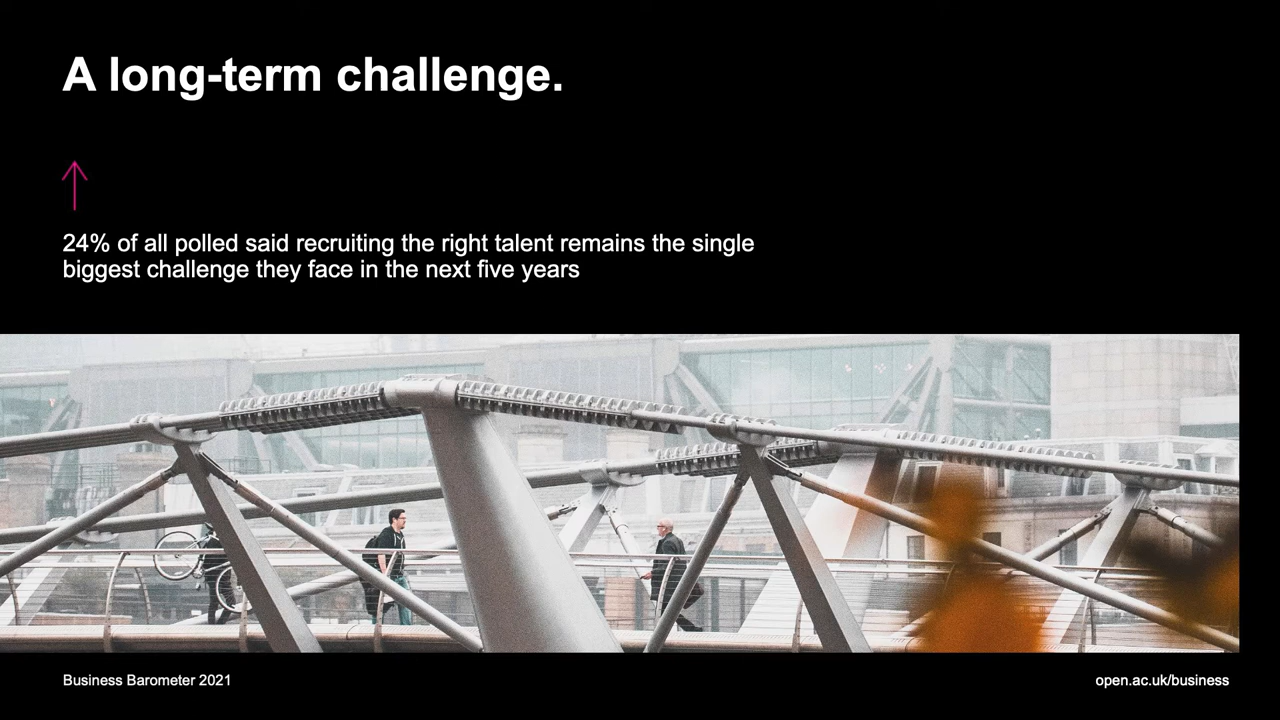 A long-term challenge.
24% of all polled said recruiting the right talent remains the single
biggest challenge they face in the next five years
Business Barometer 2021
open.ac.uk/business